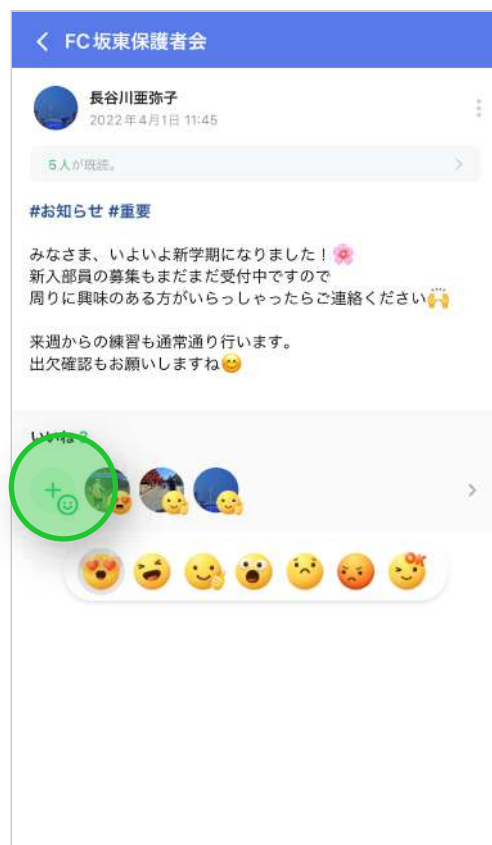 FC坂東保護者会
長谷川亜弥子
2022年4月1日 11:45
5人が既読。
#お知らせ #重要
みなさま、いよいよ新学期になりました!🌸
新入部員の募集もまだまだ受付中ですので
周りに興味のある方がいらっしゃったらご連絡ください🙌
来週からの練習も通常通り行います。
出欠確認もお願いしますね😊
いいね 3
OK